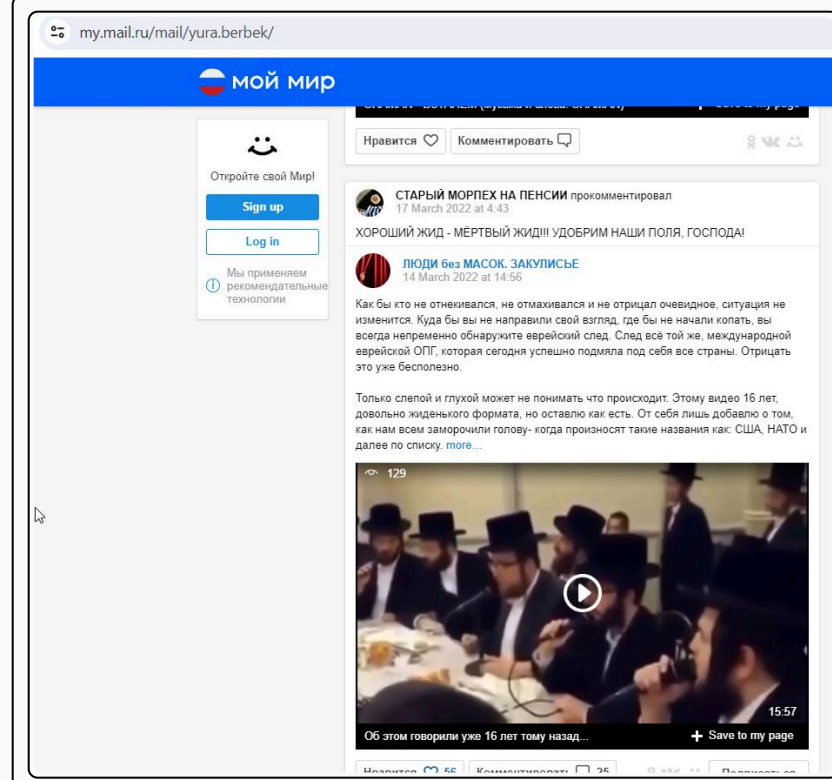 my.mail.ru/mail/yura.berbek/
мой мир
Save to my page
Нравится
Комментировать
Откройте свой Мир!
Sign up
Log in
Мы применяем
рекомендательные
технологии
СТАРЫЙ МОРПЕХ НА ПЕНСИИ прокомментировал
17 March 2022 at 4:43
ХОРОШИЙ ЖИД - МЁРТВЫЙ ЖИД!!! УДОБРИМ НАШИ ПОЛЯ, ГОСПОДА!
ЛЮДИ без МАСОК. ЗАКУЛИСЬЕ
14 March 2022 at 14:56
Как бы кто не отнекивался, не отмахивался и не отрицал очевидное, ситуация не
изменится. Куда бы вы не направили свой взгляд, где бы не начали копать, вы
всегда непременно обнаружите еврейский след. След всё той же, международной
еврейской ОПГ, которая сегодня успешно подмяла под себя все страны. Отрицать
это уже бесполезно.
Только слепой и глухой может не понимать что происходит. Этому видео 16 лет,
довольно жиденького формата, но оставлю как есть. От себя лишь добавлю о том,
как нам всем заморочили голову- когда произносят такие названия как: США, НАТО и
далее по списку. more...
129
15:57
Об этом говорили уже 16 лет тому назад...
Save to my page
Нравится 56
Комментировать 25
Подписаться